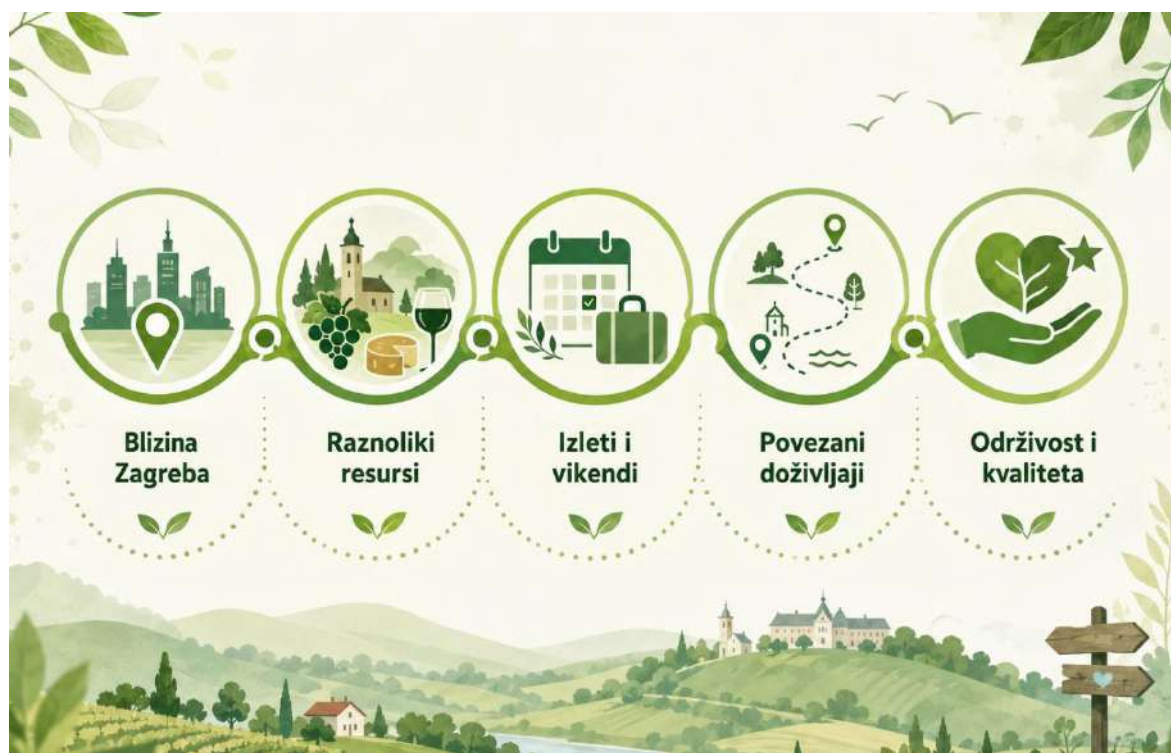 Blizina
Zagreba
Raznoliki
resursi
Izleti i
vikendi
Povezani
doživljaji
Održivost i
kvaliteta